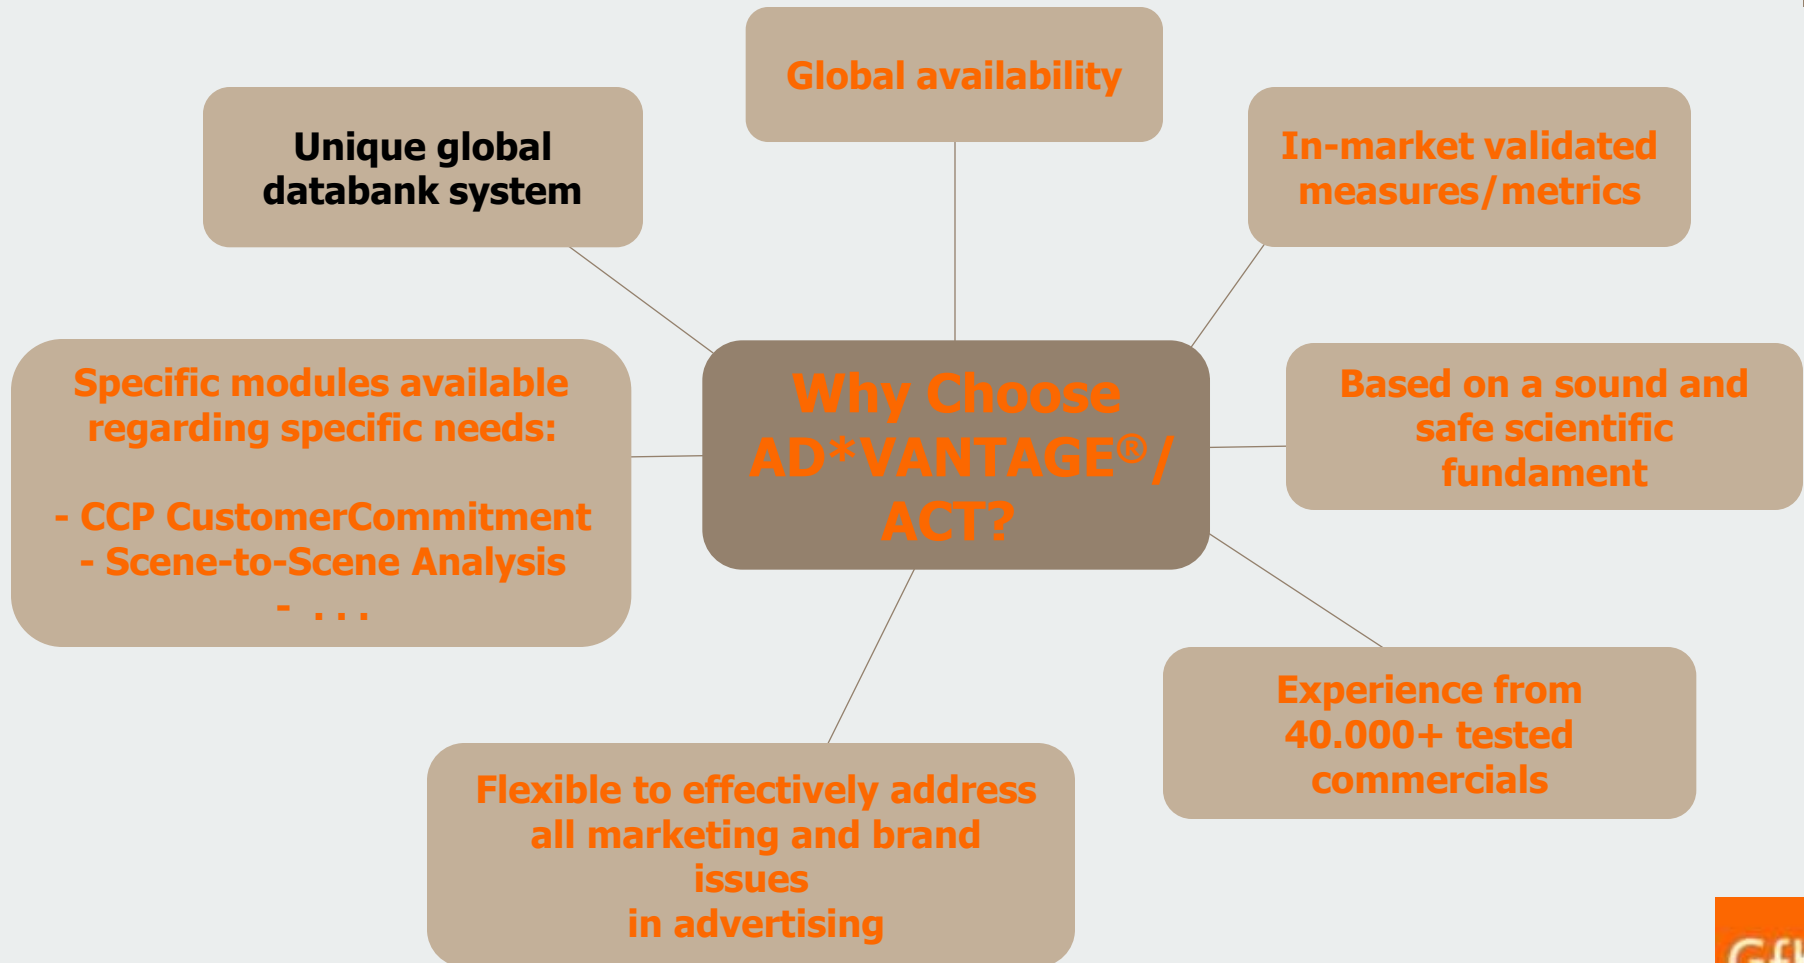 Global availability
Unique global
databank system
In-market validated
measures/metrics
Specific modules available
regarding specific needs:
- CCP CustomerCommitment
- Scene-to-Scene Analysis
- . . .
Why Choose
AD*VANTAGE®/
ACT?
Based on a sound and
safe scientific
fundament
Experience from
40.000+ tested
commercials
Flexible to effectively address
all marketing and brand
issues
in advertising